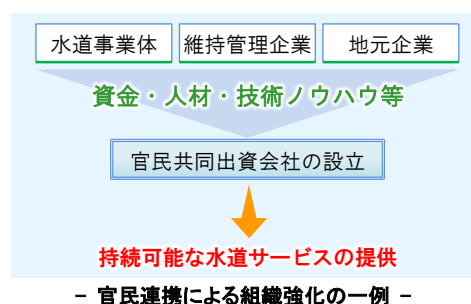 水道事業体 維持管理企業 地元企業
資金・人材・技術ノウハウ等
官民共同出資会社の設立
持続可能な水道サービスの提供
− 官民連携による組織強化の一例 −